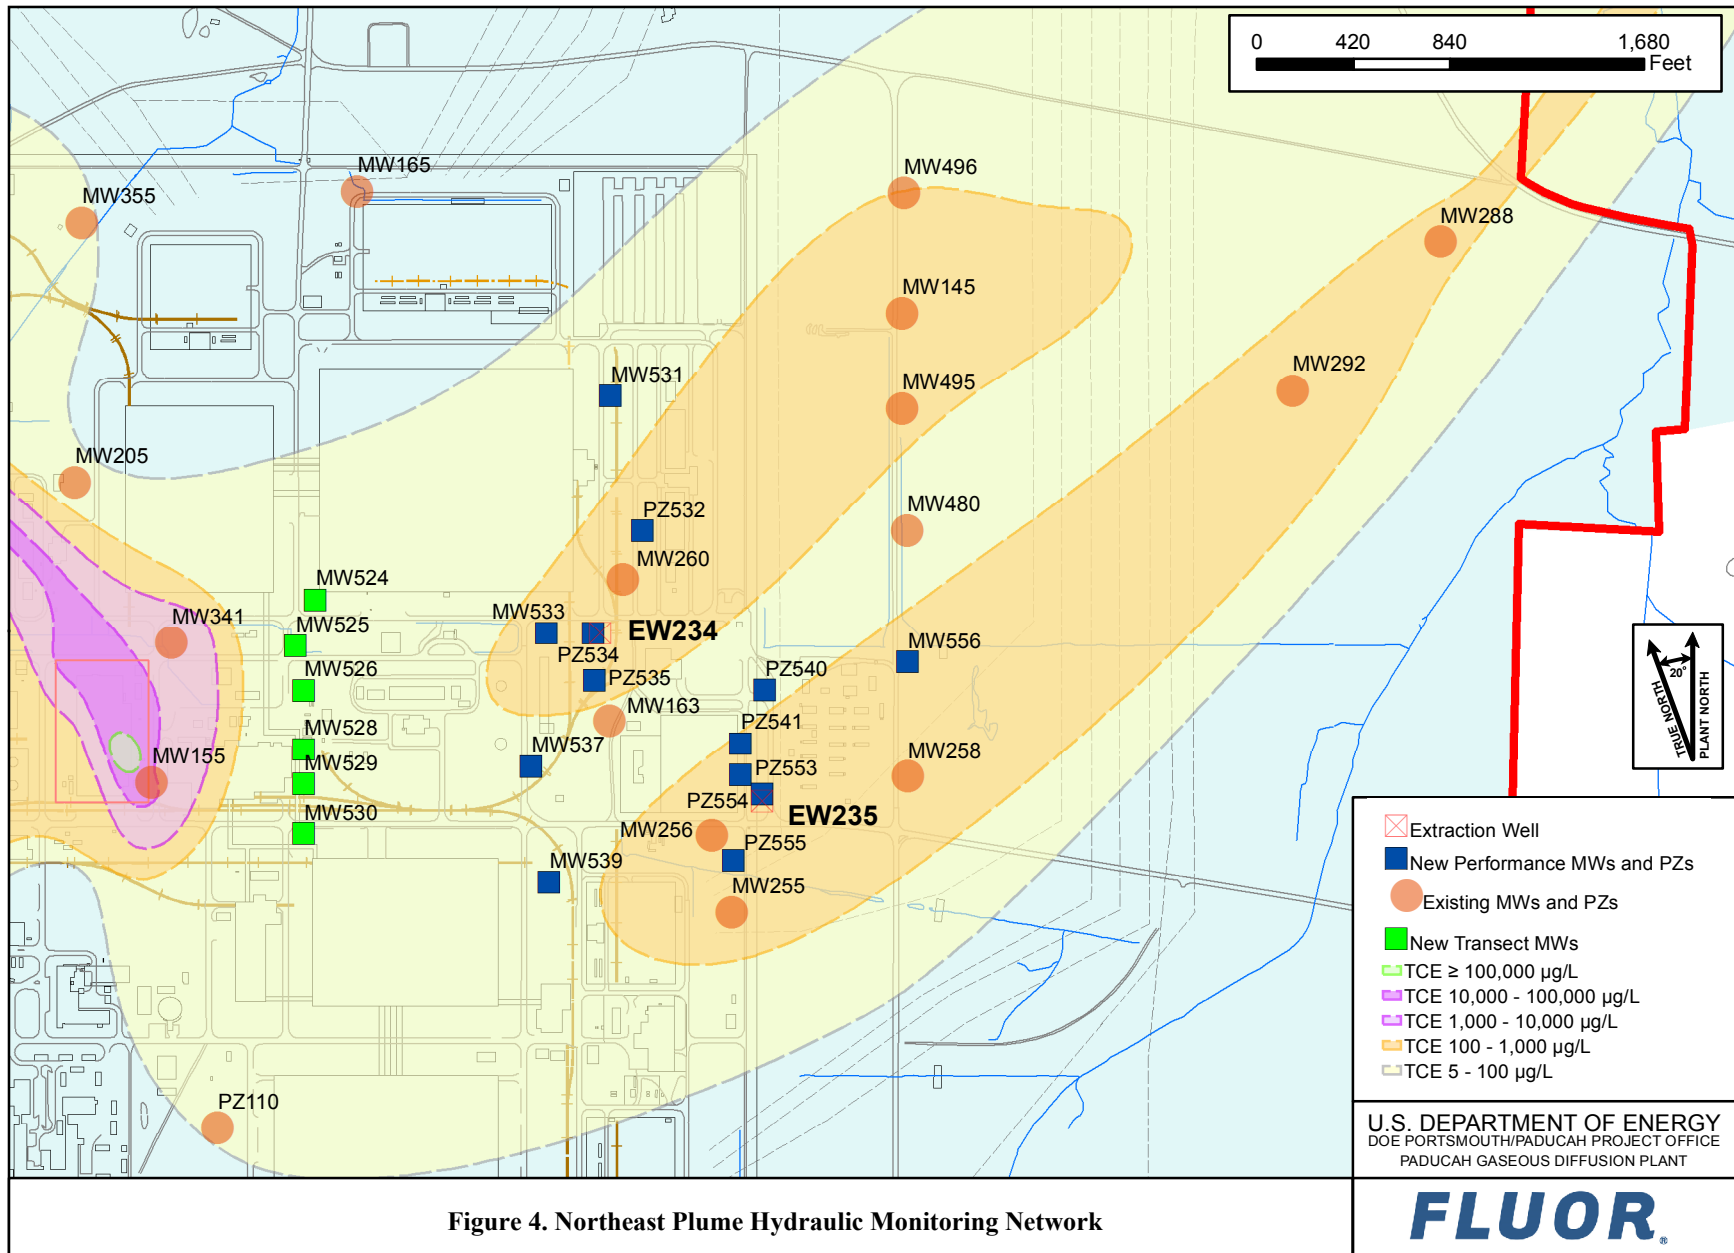 0 420 840 1,680
Feet
MW165
MW496
MW355
MW288
MW145
MW292
MW531
MW495
MW205
PZ532
MW480
MW260
MW524
MW341
MW525
MW533
EW234
PZ534
MW556
MW526
PZ535
PZ540
MW163
MW528
PZ541
MW155
MW537
MW529
PZ553
MW258
PZ554
EW235
MW530
MW256
PZ555
MW539
MW255
PZ110
20°
TRUE NORTH
PLANT NORTH
Extraction Well
New Performance MWs and PZs
Existing MWs and PZs
New Transect MWs
TCE ≥ 100,000 µg/L
TCE 10,000 - 100,000 µg/L
TCE 1,000 - 10,000 µg/L
TCE 100 - 1,000 µg/L
TCE 5 - 100 µg/L
U.S. DEPARTMENT OF ENERGY
DOE PORTSMOUTH/PADUCAH PROJECT OFFICE
PADUCAH GASEOUS DIFFUSION PLANT
Figure 4. Northeast Plume Hydraulic Monitoring Network
FLUOR®